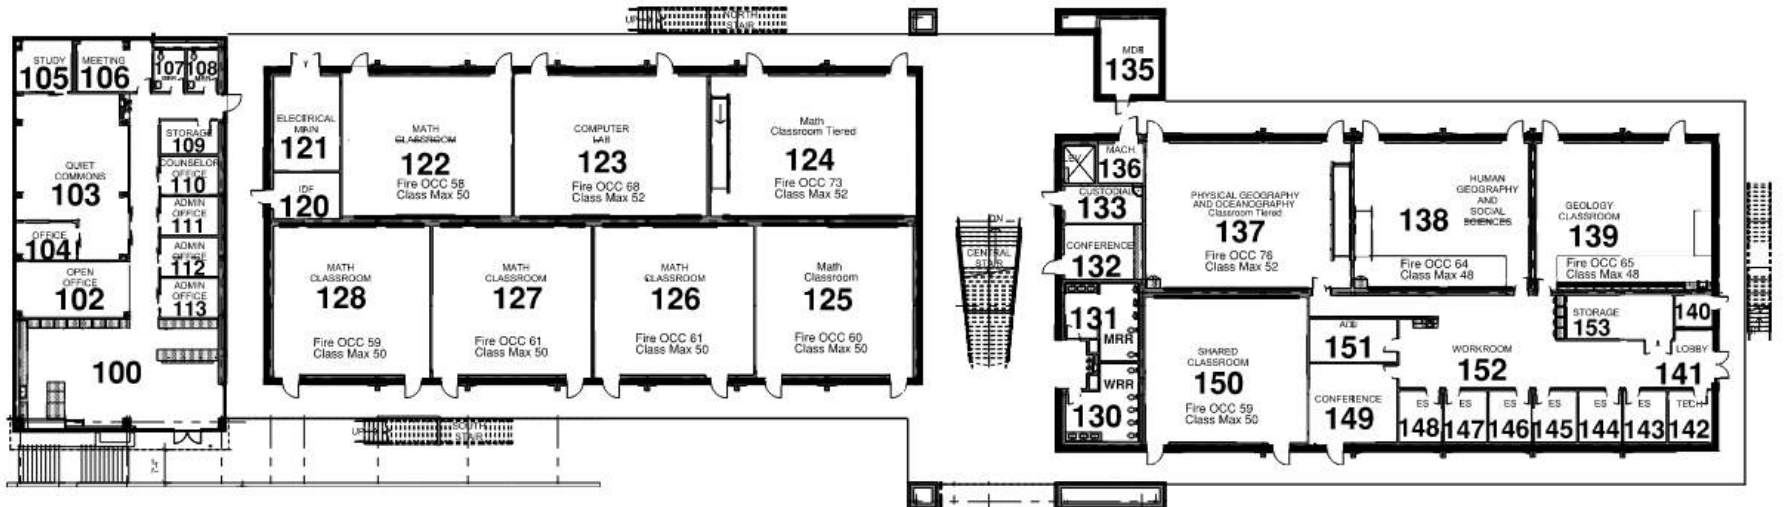 UP
NORTH
STAIR
STUDY
105
MEETING
106
107
MRR
108
MRR
STORAGE
109
COUNSELOR
OFFICE
110
ADMIN
OFFICE
111
ADMIN
OFFICE
112
ADMIN
OFFICE
113
QUIET
COMMONS
103
OFFICE
104
OPEN
OFFICE
102
100
ELECTRICAL
MAIN
121
IDF
120
MATH
CLASSROOM
122
Fire OCC 58
Class Max 50
COMPUTER
LAB
123
Fire OCC 68
Class Max 52
Math
Classroom Tiered
124
Fire OCC 73
Class Max 52
MATH
CLASSROOM
128
Fire OCC 59
Class Max 50
MATH
CLASSROOM
127
Fire OCC 61
Class Max 50
MATH
CLASSROOM
126
Fire OCC 61
Class Max 50
Math
Classroom
125
Fire OCC 60
Class Max 50
UP
SOUTH
STAIR
DN
CENTRAL
STAIR
135
MACH.
136
CUSTODIAL
133
CONFERENCE
132
131
MRR
WRR
130
PHYSICAL GEOGRAPHY
AND OCEANOGRAPHY
Classroom Tiered
137
Fire OCC 76
Class Max 52
HUMAN
GEOGRAPHY
AND
SOCIAL
SCIENCES
138
Fire OCC 64
Class Max 48
GEOLOGY
CLASSROOM
139
Fire OCC 65
Class Max 48
SHARED
CLASSROOM
150
Fire OCC 59
Class Max 50
151
CONFERENCE
149
WORKROOM
152
STORAGE
153
140
LOBBY
141
ES
148
ES
147
ES
146
ES
145
ES
144
ES
143
TECH
142